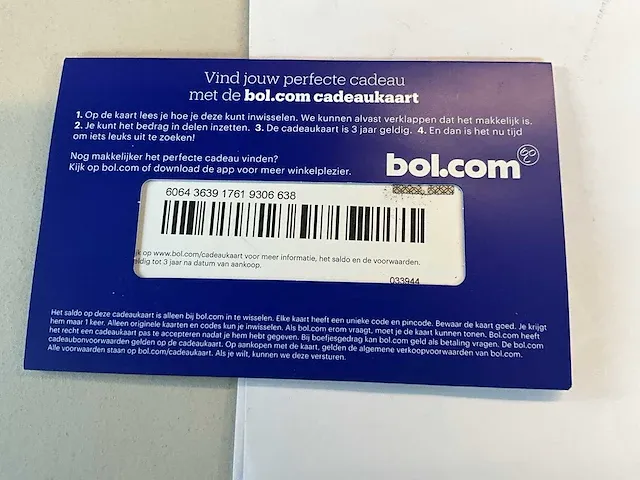 Vind jouw perfecte cadeau
met de bol.com cadeaukaart
1. Op de kaart lees je hoe je deze kunt inwisselen. We kunnen alvast verklappen dat het makkelijk is.
2. Je kunt het bedrag in delen inzetten. 3. De cadeaukaart is 3 jaar geldig. 4. En dan is het nu tijd
om iets leuks uit te zoeken!
Nog makkelijker het perfecte cadeau vinden?
Kijk op bol.com of download de app voor meer winkelplezier.
bol.com
6064 3639 1761 9306 638
op www.bol.com/cadeaukaart voor meer informatie, het saldo en de voorwaarden.
ldig tot 3 jaar na datum van aankoop.
033944
Het saldo op deze cadeaukaart is alleen bij bol.com in te wisselen. Elke kaart heeft een unieke code en pincode. Bewaar de kaart goed. Je krijgt
hem maar 1 keer. Alleen originele kaarten en codes kun je inwisselen. Als bol.com erom vraagt, moet je de kaart kunnen tonen. Bol.com heeft
het recht een cadeaukaart pas te accepteren nadat je hem hebt gegeven. Bij boefjesgedrag kan bol.com geld als betaling vragen. De bol.com
cadeaubonvoorwaarden gelden op de cadeaukaart. Op aankopen met de kaart, gelden de algemene verkoopvoorwaarden van bol.com.
Alle voorwaarden staan op bol.com/cadeaukaart. Als je wilt, kunnen we deze versturen.